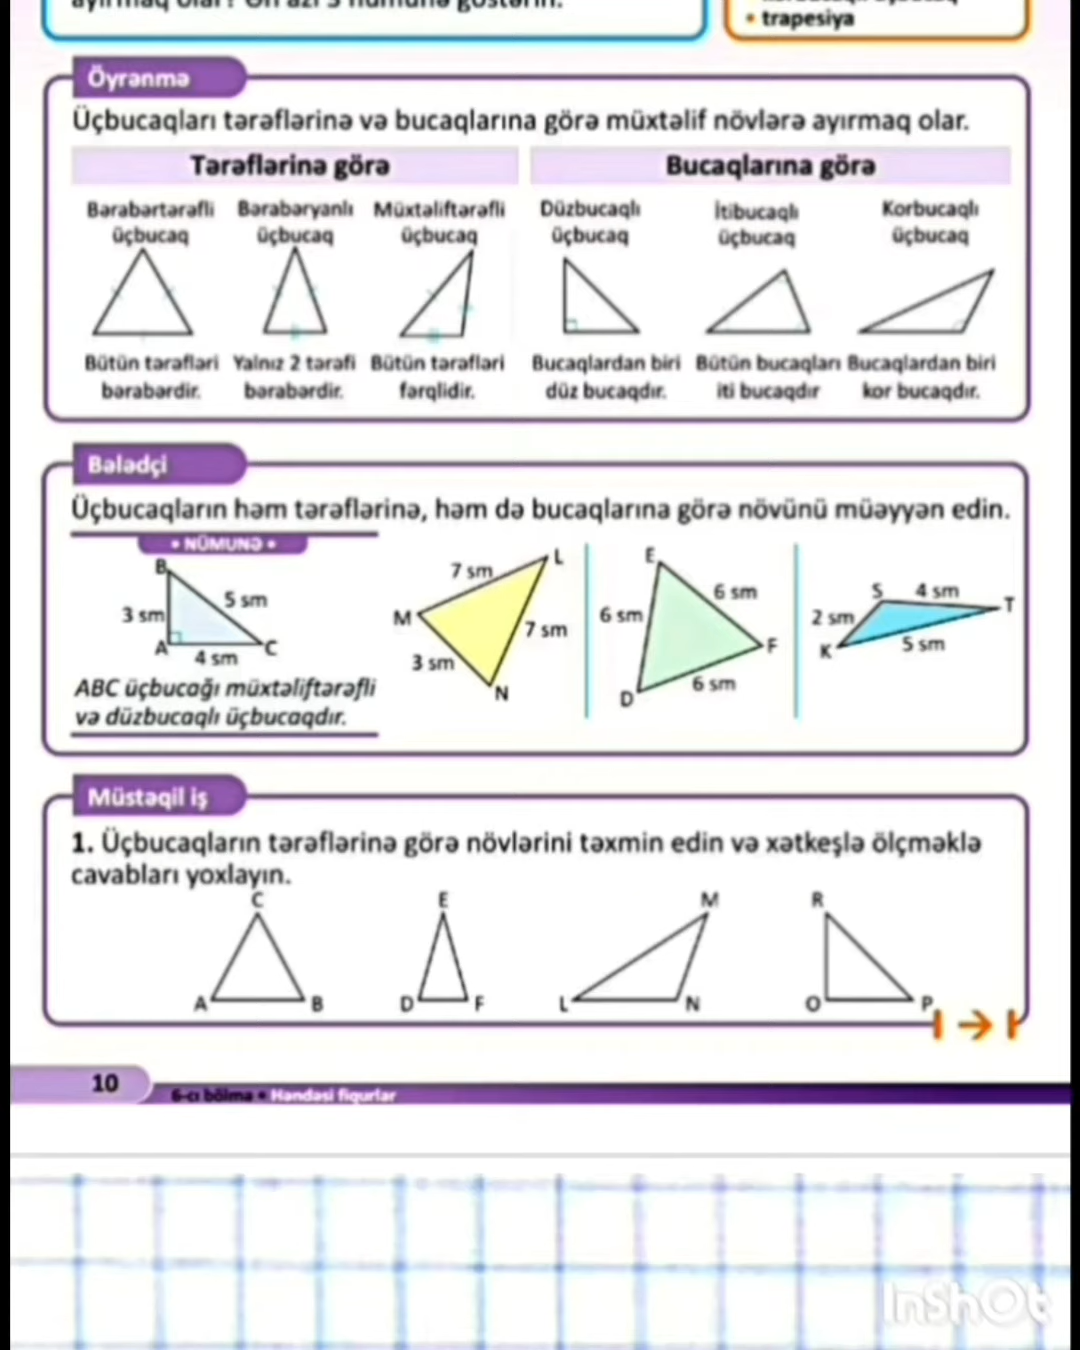 • trapesiya
Öyrənmə
Üçbucaqları tərəflərinə və bucaqlarına görə müxtəlif növlərə ayırmaq olar.
Tərəflərinə görə
Bucaqlarına görə
Bərabərtərəfli üçbucaq
Bərabəryanlı üçbucaq
Müxtəliftərəfli üçbucaq
Düzbucaqlı üçbucaq
İtibucaqlı üçbucaq
Korbucaqlı üçbucaq
Bütün tərəfləri bərabərdir.
Yalnız 2 tərəfi bərabərdir.
Bütün tərəfləri fərqlidir.
Bucaqlardan biri düz bucaqdır.
Bütün bucaqları iti bucaqdır
Bucaqlardan biri kor bucaqdır.
Bələdçi
Üçbucaqların həm tərəflərinə, həm də bucaqlarına görə növünü müəyyən edin.
• NÜMUNƏ •
B
3 sm
5 sm
A
4 sm
C
ABC üçbucağı müxtəliftərəfli
və düzbucaqlı üçbucaqdır.
7 sm
L
M
7 sm
3 sm
N
E
6 sm
6 sm
F
D
6 sm
S
4 sm
T
2 sm
K
5 sm
Müstəqil iş
1. Üçbucaqların tərəflərinə görə növlərini təxmin edin və xətkeşlə ölçməklə
cavabları yoxlayın.
C
A
B
E
D
F
M
L
N
R
O
P
10
6-cı bölmə • Həndəsi fiqurlar
InShOt